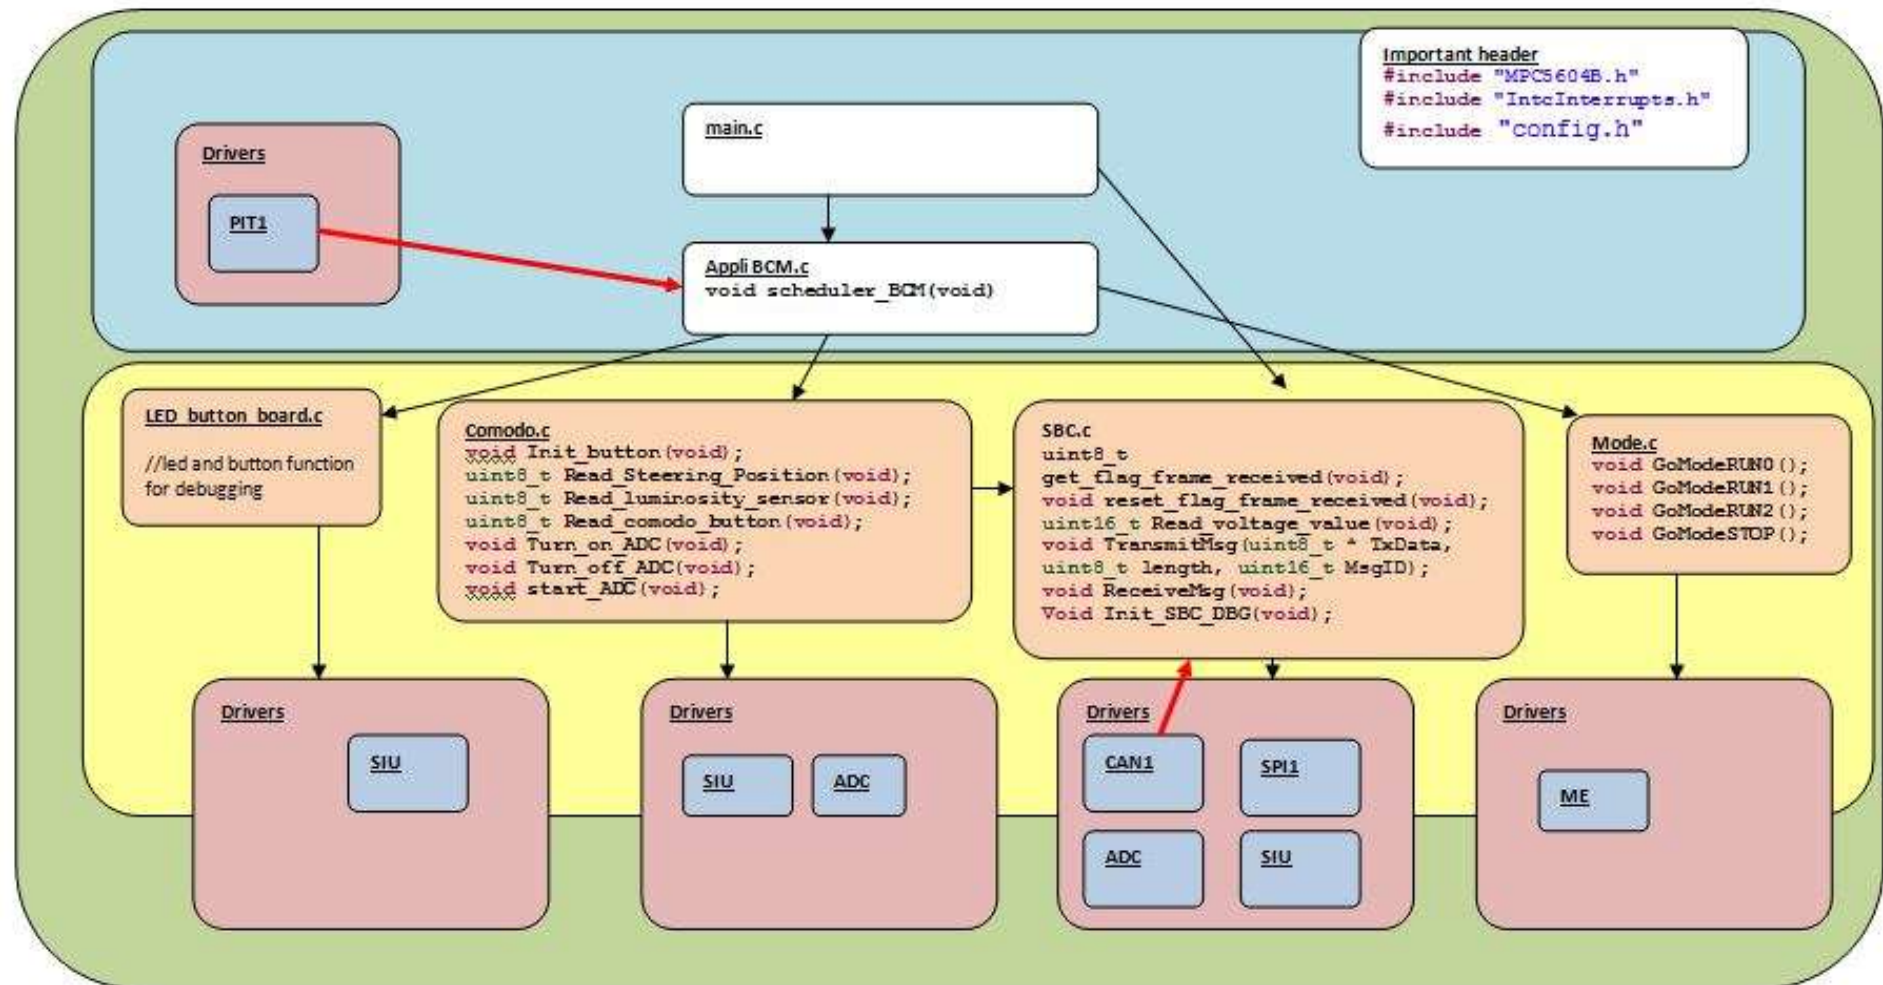 Important header
#include "MPC5604B.h"
#include "IntcInterrupts.h"
#include "config.h"
main.c
Drivers
PIT1
Appli BCM.c
void scheduler_BCM(void)
LED_button_board.c
//led and button function
for debugging
Comodo.c
void Init_button(void);
uint8_t Read_Steering_Position(void);
uint8_t Read_luminosity_sensor(void);
uint8_t Read_comodo_button(void);
void Turn_on_ADC(void);
void Turn_off_ADC(void);
void start_ADC(void);
SBC.c
uint8_t
get_flag_frame_received(void);
void reset_flag_frame_received(void);
uint16_t Read_voltage_value(void);
void TransmitMsg(uint8_t * TxData,
uint8_t length, uint16_t MsgID);
void ReceiveMsg(void);
Void Init_SBC_DBG(void);
Mode.c
void GoModeRUN0();
void GoModeRUN1();
void GoModeRUN2();
void GoModeSTOP();
Drivers
SIU
Drivers
SIU
ADC
Drivers
CAN1
SPI1
ADC
SIU
Drivers
ME